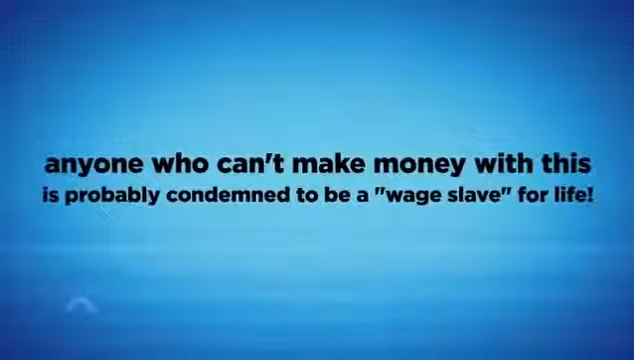 anyone who can't make money with this
is probably condemned to be a "wage slave" for life!